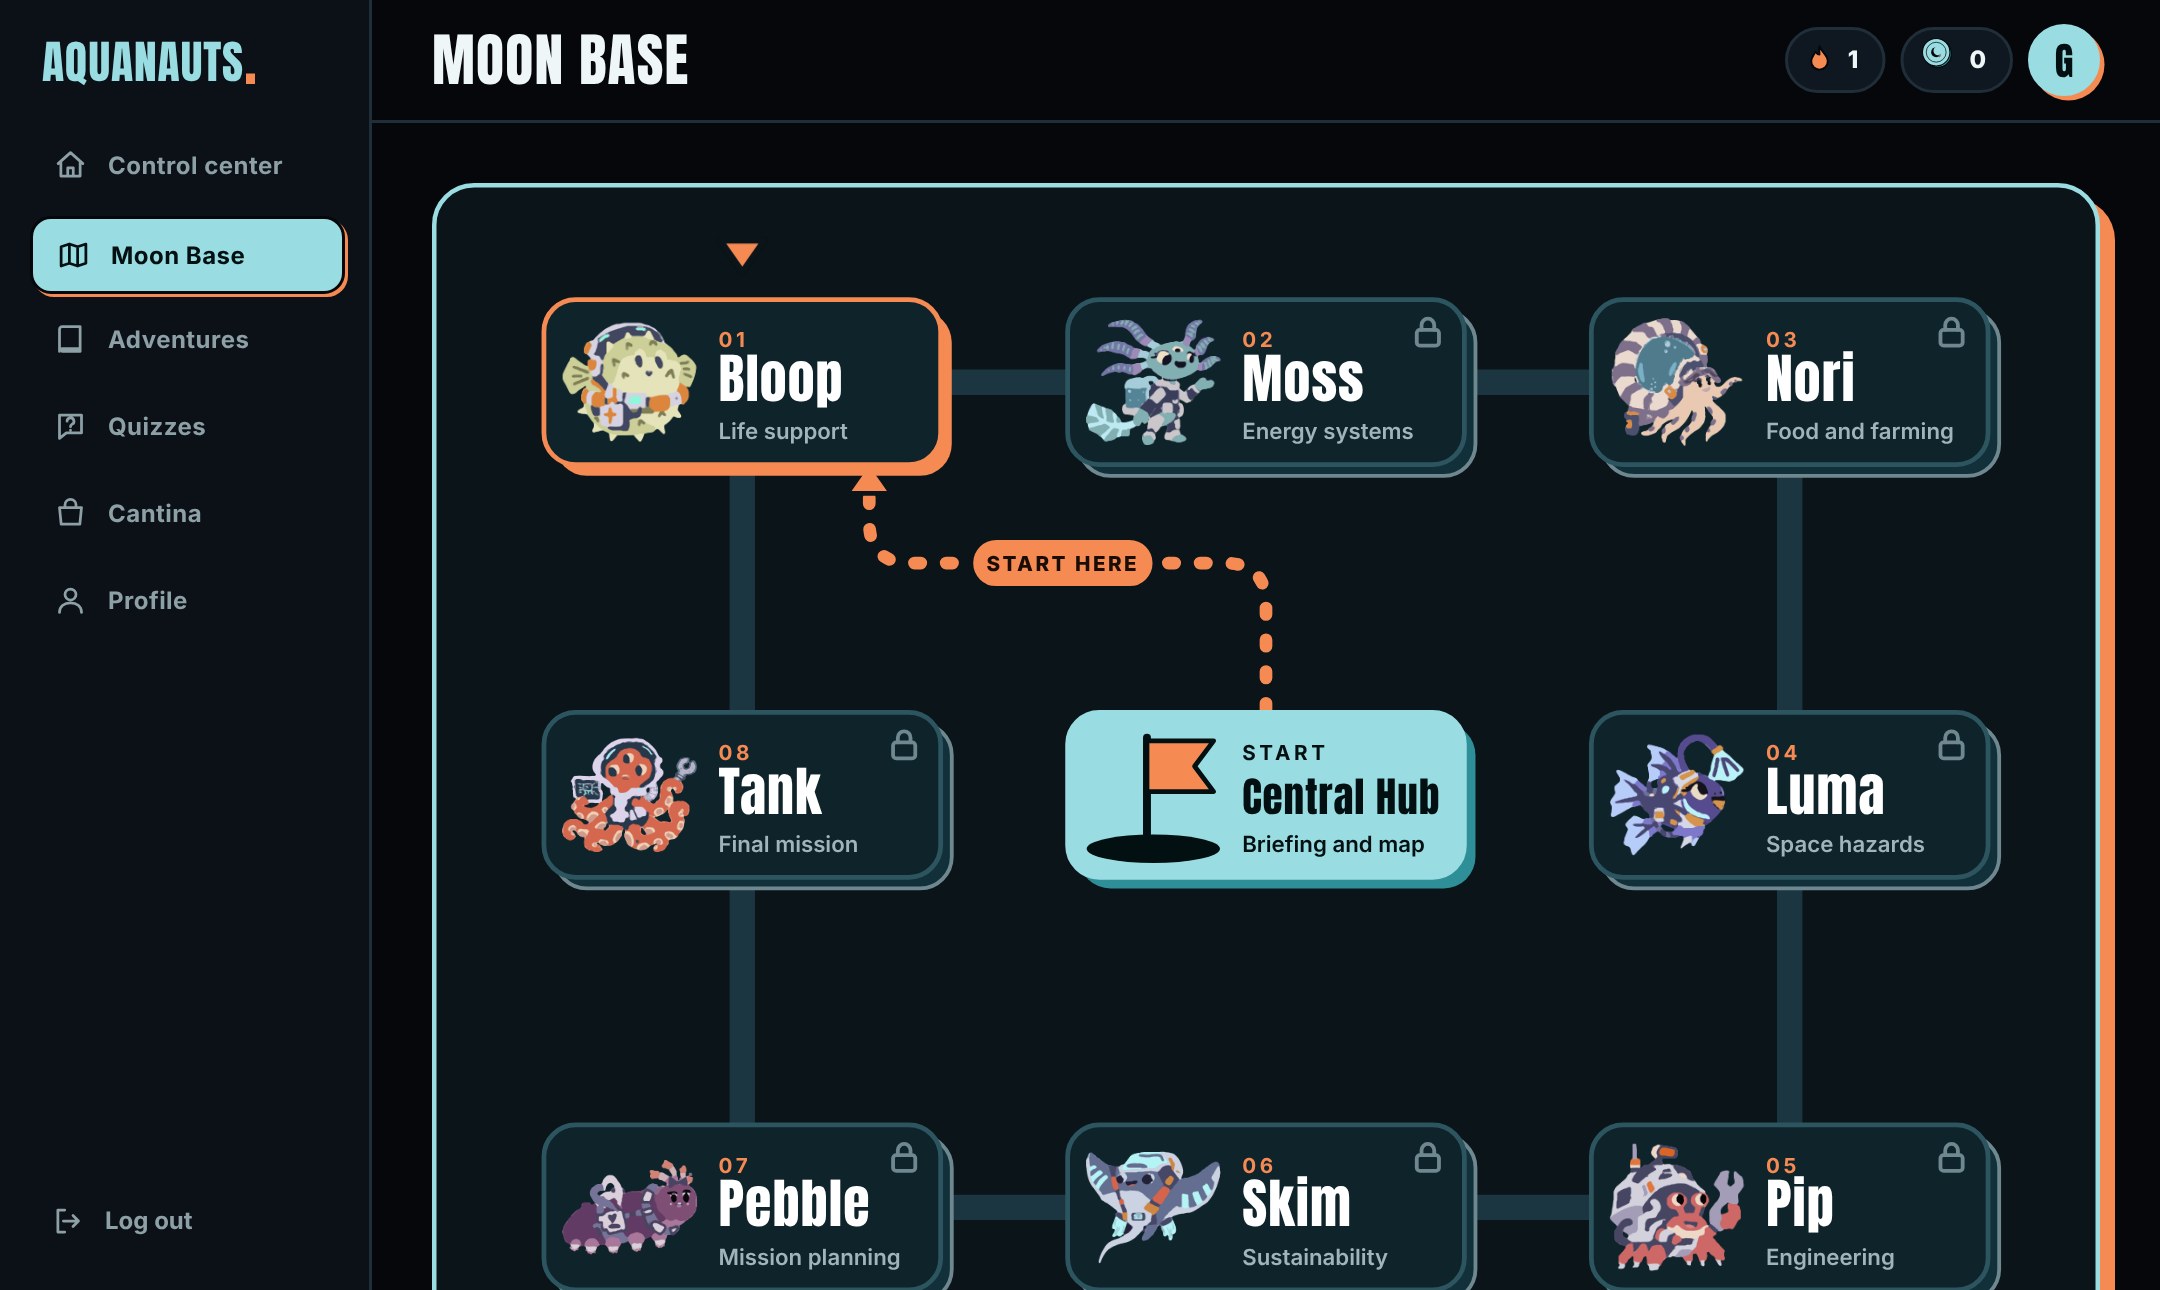 AQUANAUTS.
MOON BASE
1
0
G
Control center
Moon Base
Adventures
Quizzes
Cantina
Profile
Log out
01
Bloop
Life support
02
Moss
Energy systems
03
Nori
Food and farming
START HERE
08
Tank
Final mission
START
Central Hub
Briefing and map
04
Luma
Space hazards
07
Pebble
Mission planning
06
Skim
Sustainability
05
Pip
Engineering